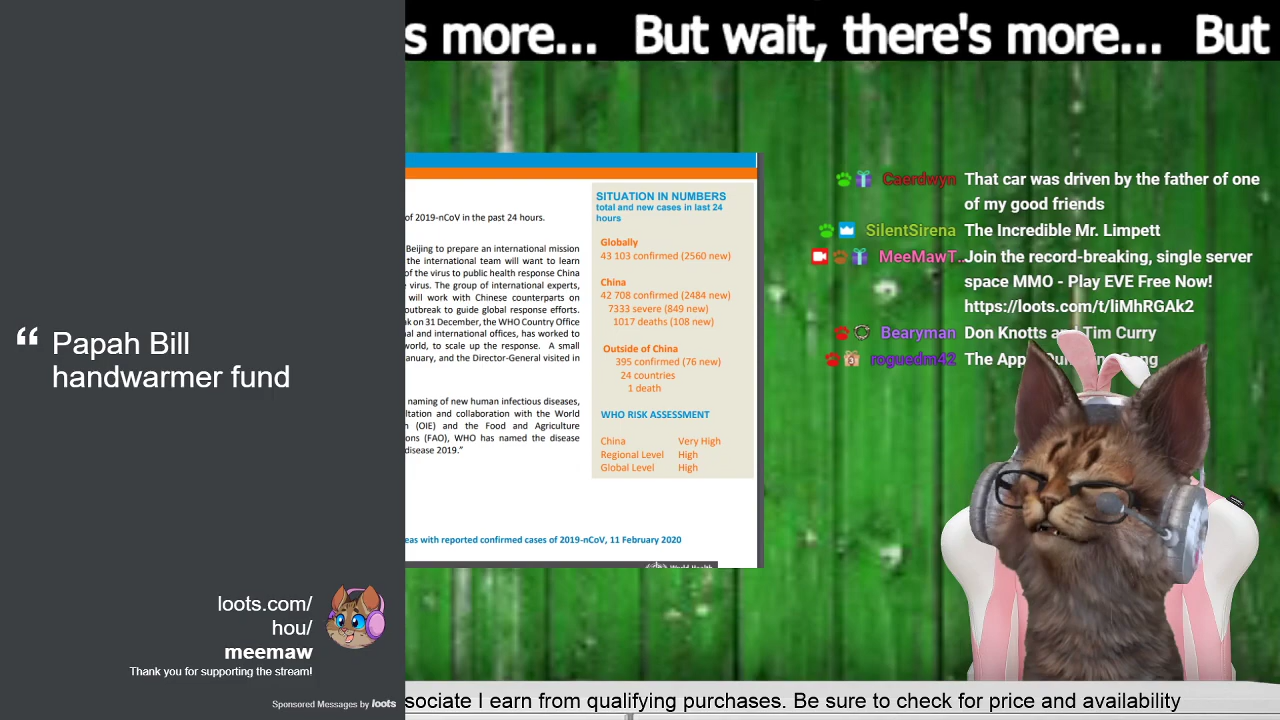 s more...   But wait, there's more...   But
“ Papah Bill
handwarmer fund
loots.com/
hou/
meemaw
Thank you for supporting the stream!
Sponsored Messages by loots
of 2019-nCoV in the past 24 hours.
Beijing to prepare an international mission
the international team will want to learn
of the virus to public health response China
virus. The group of international experts,
will work with Chinese counterparts on
outbreak to guide global response efforts.
k on 31 December, the WHO Country Office
nal and international offices, has worked to
world, to scale up the response. A small
anuary, and the Director-General visited in
naming of new human infectious diseases,
ltation and collaboration with the World
h (OIE) and the Food and Agriculture
ons (FAO), WHO has named the disease
disease 2019.”
SITUATION IN NUMBERS
total and new cases in last 24
hours
Globally
43 103 confirmed (2560 new)
China
42 708 confirmed (2484 new)
7333 severe (849 new)
1017 deaths (108 new)
Outside of China
395 confirmed (76 new)
24 countries
1 death
WHO RISK ASSESSMENT
China Very High
Regional Level High
Global Level High
eas with reported confirmed cases of 2019-nCoV, 11 February 2020
World Health
Caerdwyn That car was driven by the father of one
of my good friends
SilentSirena The Incredible Mr. Limpett
MeeMawT... Join the record-breaking, single server
space MMO - Play EVE Free Now!
https://loots.com/t/liMhRGAk2
Bearyman Don Knotts and Tim Curry
roguedm42 The App
sociate I earn from qualifying purchases. Be sure to check for price and availability